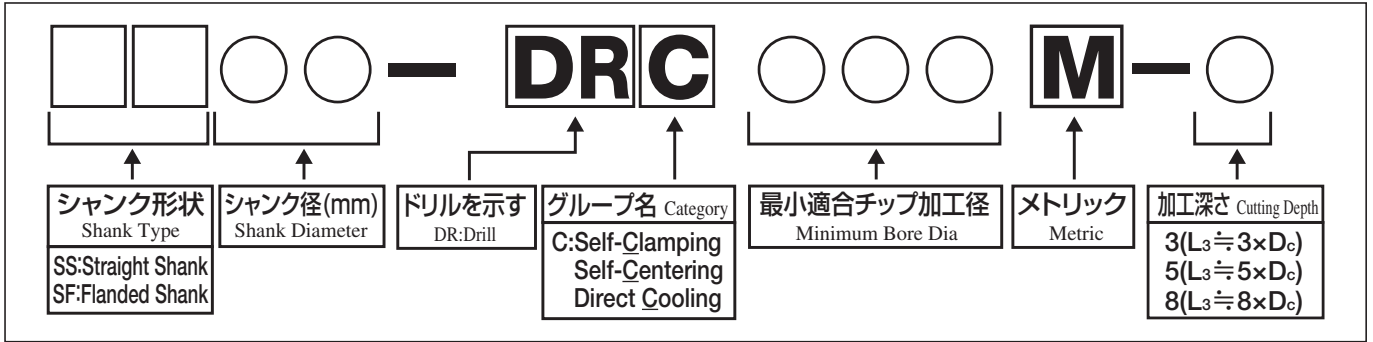 □□○○ー DRC ○○○ Mー○
シャンク形状
Shank Type
SS:Straight Shank
SF:Flanded Shank
シャンク径(mm)
Shank Diameter
ドリルを示す
DR:Drill
グループ名 Category
C:Self-Clamping
Self-Centering
Direct Cooling
最小適合チップ加工径
Minimum Bore Dia
メトリック
Metric
加工深さ Cutting Depth
3(L₃≒3×Dc)
5(L₃≒5×Dc)
8(L₃≒8×Dc)